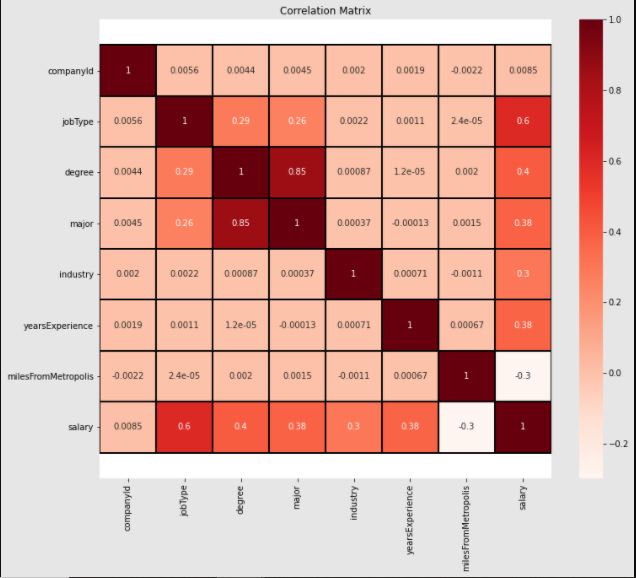 Correlation Matrix
companyId 1 0.0056 0.0044 0.0045 0.002 0.0019 -0.0022 0.0085
jobType 0.0056 1 0.29 0.26 0.0022 0.0011 2.4e-05 0.6
degree 0.0044 0.29 1 0.85 0.00087 1.2e-05 0.002 0.4
major 0.0045 0.26 0.85 1 0.00037 -0.00013 0.0015 0.38
industry 0.002 0.0022 0.00087 0.00037 1 0.00071 -0.0011 0.3
yearsExperience 0.0019 0.0011 1.2e-05 -0.00013 0.00071 1 0.00067 0.38
milesFromMetropolis -0.0022 2.4e-05 0.002 0.0015 -0.0011 0.00067 1 -0.3
salary 0.0085 0.6 0.4 0.38 0.3 0.38 -0.3 1
companyId jobType degree major industry yearsExperience milesFromMetropolis salary
1.0
0.8
0.6
0.4
0.2
0.0
−0.2